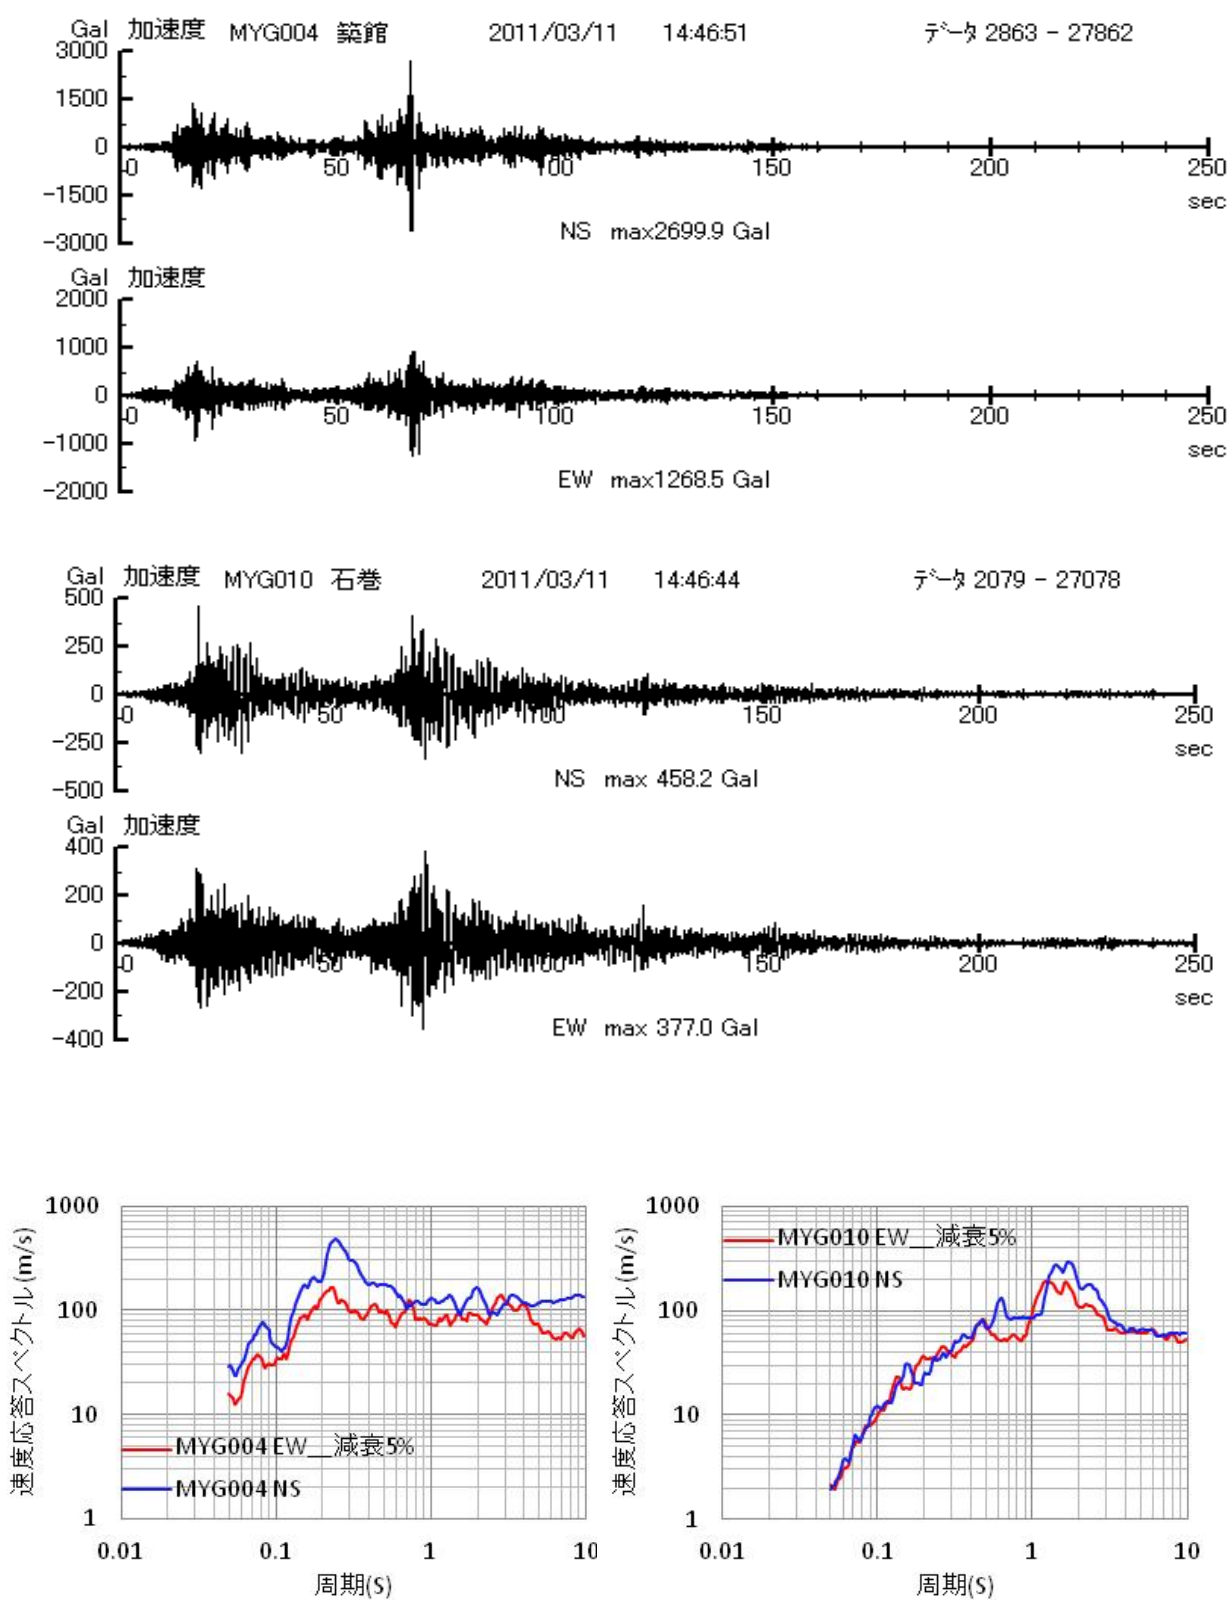 Gal 加速度 MYG004 築館 2011/03/11 14:46:51 データ 2863 - 27862
3000
1500
0
-1500
-3000
0 50 100 150 200 250
sec
NS max2699.9 Gal
Gal 加速度
2000
1000
0
-1000
-2000
0 50 100 150 200 250
sec
EW max1268.5 Gal
Gal 加速度 MYG010 石巻 2011/03/11 14:46:44 データ 2079 - 27078
500
250
0
-250
-500
0 50 100 150 200 250
sec
NS max 458.2 Gal
Gal 加速度
400
200
0
-200
-400
0 50 100 150 200 250
sec
EW max 377.0 Gal
速度応答スペクトル(m/s)
1000
100
10
1
MYG004 EW__減衰5%
MYG004 NS
0.01 0.1 1 10
周期(S)
速度応答スペクトル(m/s)
1000
100
10
1
MYG010 EW__減衰5%
MYG010 NS
0.01 0.1 1 10
周期(S)